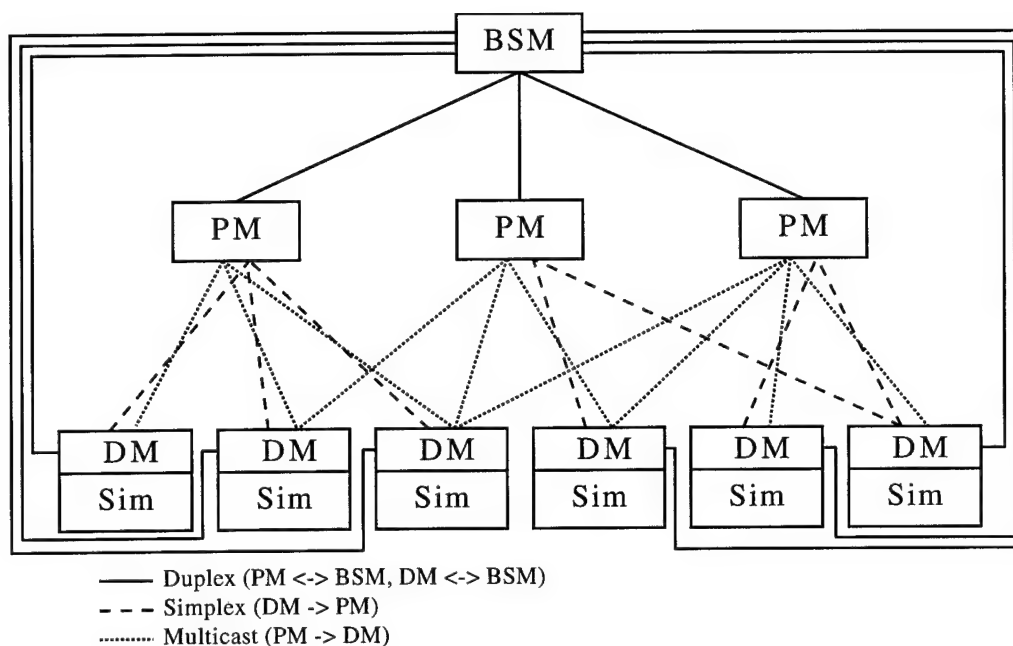 BSM
PM PM PM
DM DM DM DM DM DM
Sim Sim Sim Sim Sim Sim
Duplex (PM <-> BSM, DM <-> BSM)
Simplex (DM -> PM)
Multicast (PM -> DM)